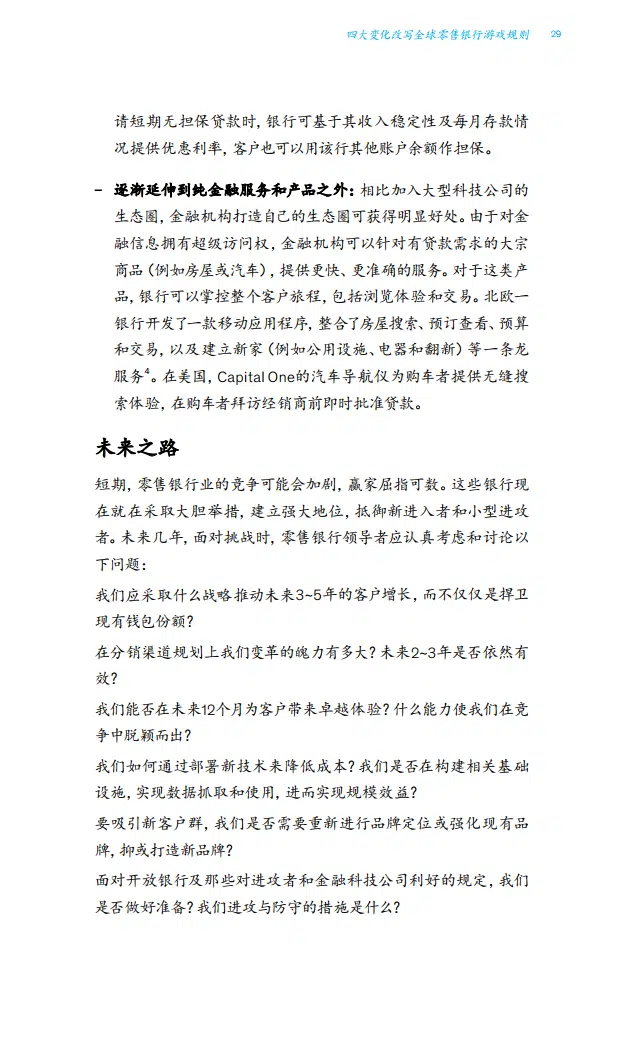 四大变化改写全球零售银行游戏规则 29
请短期无担保贷款时，银行可基于其收入稳定性及每月存款情
况提供优惠利率，客户也可以用该行其他账户余额作担保。
– 逐渐延伸到纯金融服务和产品之外：相比加入大型科技公司的
生态圈，金融机构打造自己的生态圈可获得明显好处。由于对金
融信息拥有超级访问权，金融机构可以针对有贷款需求的大宗
商品（例如房屋或汽车），提供更快、更准确的服务。对于这类产
品，银行可以掌控整个客户旅程，包括浏览体验和交易。北欧一
银行开发了一款移动应用程序，整合了房屋搜索、预订查看、预算
和交易，以及建立新家（例如公用设施、电器和翻新）等一条龙
服务4。在美国，Capital One的汽车导航仪为购车者提供无缝搜
索体验，在购车者拜访经销商前即时批准贷款。
未来之路
短期，零售银行业的竞争可能会加剧，赢家屈指可数。这些银行现
在就在采取大胆举措，建立强大地位，抵御新进入者和小型进攻
者。未来几年，面对挑战时，零售银行领导者应认真考虑和讨论以
下问题：
我们应采取什么战略推动未来3~5年的客户增长，而不仅仅是捍卫
现有钱包份额？
在分销渠道规划上我们变革的魄力有多大？未来2~3年是否依然有
效？
我们能否在未来12个月为客户带来卓越体验？什么能力使我们在竞
争中脱颖而出？
我们如何通过部署新技术来降低成本？我们是否在构建相关基础
设施，实现数据抓取和使用，进而实现规模效益？
要吸引新客户群，我们是否需要重新进行品牌定位或强化现有品
牌，抑或打造新品牌？
面对开放银行及那些对进攻者和金融科技公司利好的规定，我们
是否做好准备？我们进攻与防守的措施是什么？